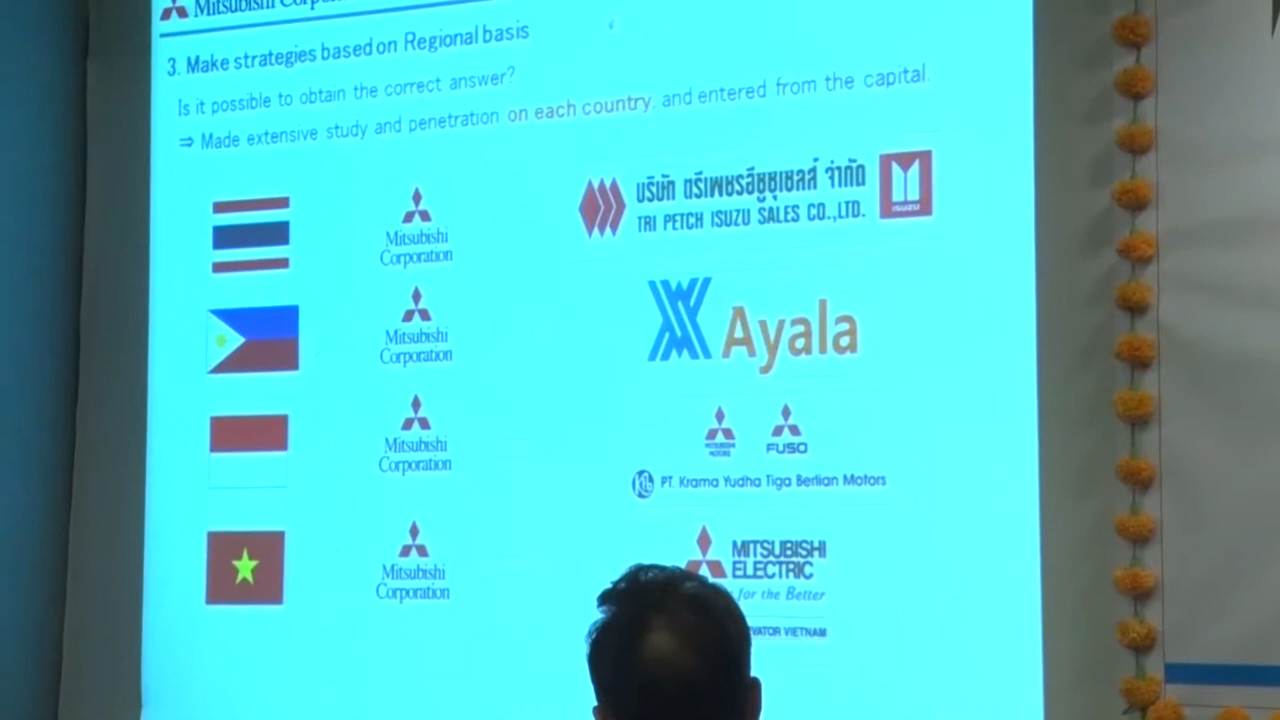 Mitsubishi
3. Make strategies based on Regional basis
Is it possible to obtain the correct answer?
⇒ Made extensive study and penetration on each country, and entered from the capital.
Mitsubishi
Corporation
บริษัท ตรีเพชรอีซูซุเซลส์ จำกัด
TRI PETCH ISUZU SALES CO.,LTD.
ISUZU
Mitsubishi
Corporation
Ayala
Mitsubishi
Corporation
MITSUBISHI
MOTORS
FUSO
PT. Krama Yudha Tiga Berlian Motors
Mitsubishi
Corporation
MITSUBISHI
ELECTRIC
for the Better
VIETNAM